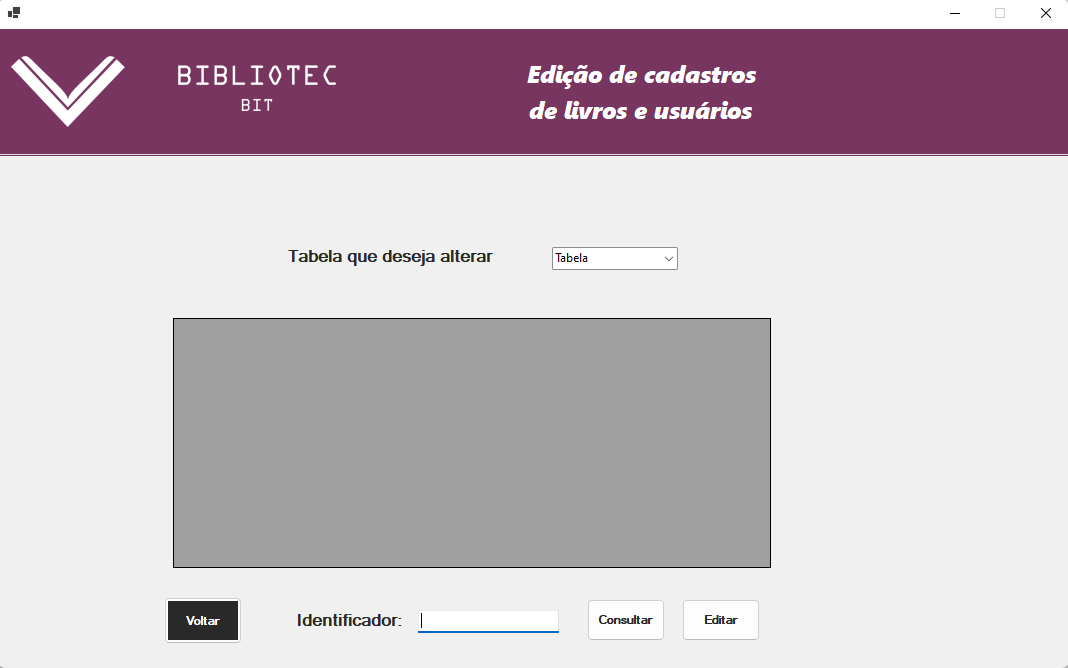 BIBLIOTEC
BIT
Edição de cadastros
de livros e usuários
Tabela que deseja alterar
Tabela
Voltar
Identificador:
Consultar
Editar